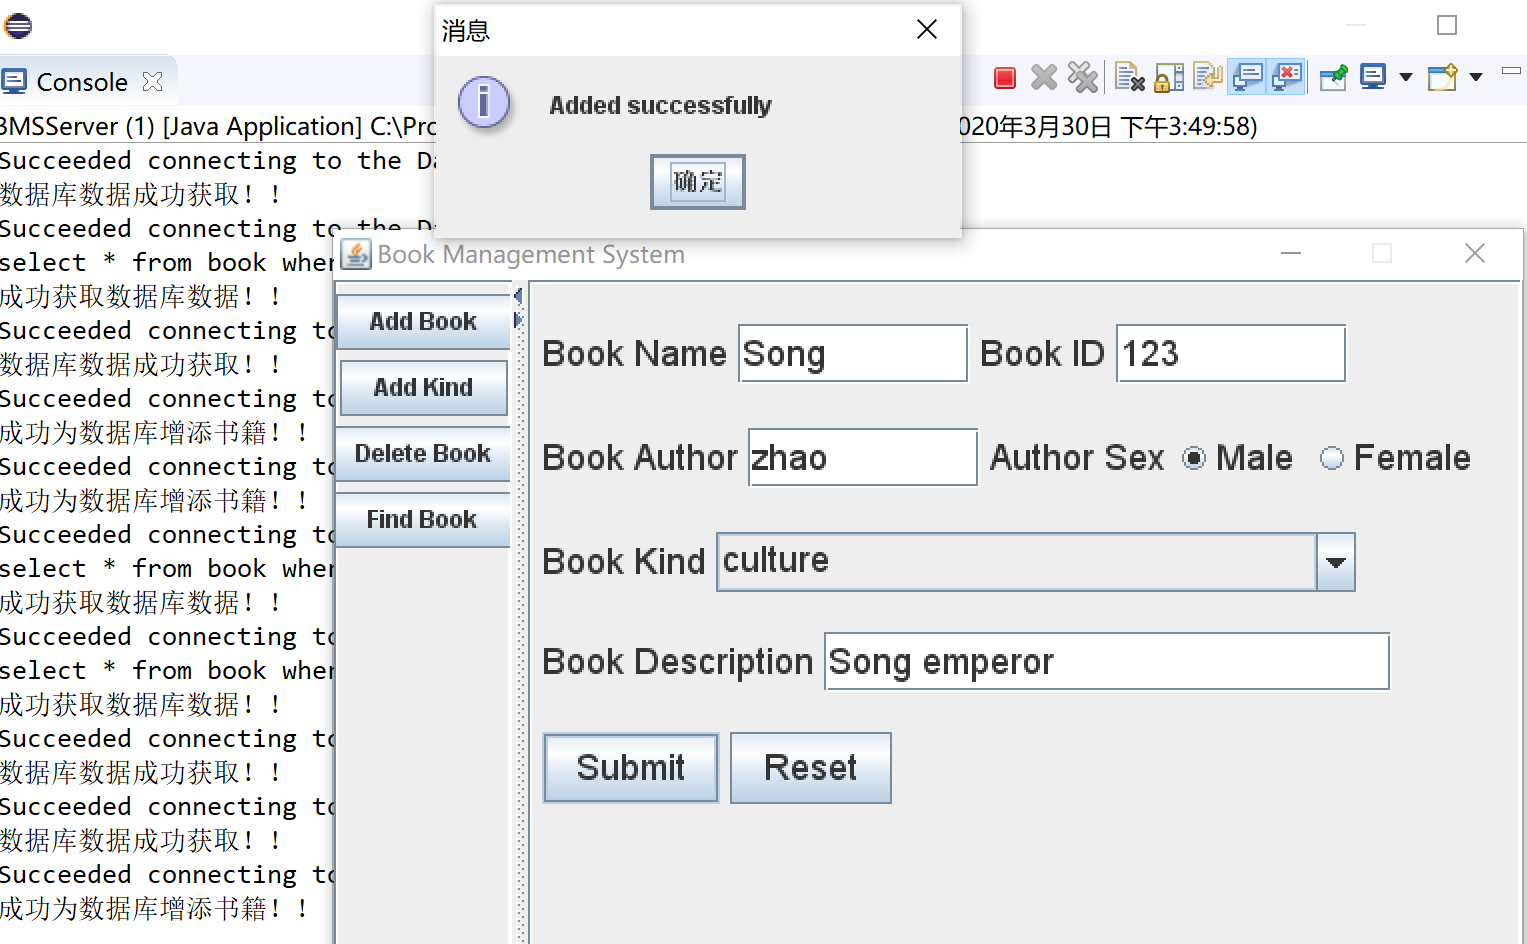 消息
Console
Added successfully
确定
BMSServer (1) [Java Application] C:\Pro
020年3月30日 下午3:49:58)
Succeeded connecting to the Da
数据库数据成功获取!!
Succeeded connecting to the Da
select * from book wher
成功获取数据库数据!!
Succeeded connecting to
数据库数据成功获取!!
Succeeded connecting to
成功为数据库增添书籍!!
Succeeded connecting to
成功为数据库增添书籍!!
Succeeded connecting to
select * from book wher
成功获取数据库数据!!
Succeeded connecting to
select * from book wher
成功获取数据库数据!!
Succeeded connecting to
数据库数据成功获取!!
Succeeded connecting to
数据库数据成功获取!!
Succeeded connecting to
成功为数据库增添书籍!!
Book Management System
Add Book
Add Kind
Delete Book
Find Book
Book Name Song Book ID 123
Book Author zhao Author Sex Male Female
Book Kind culture
Book Description Song emperor
Submit Reset